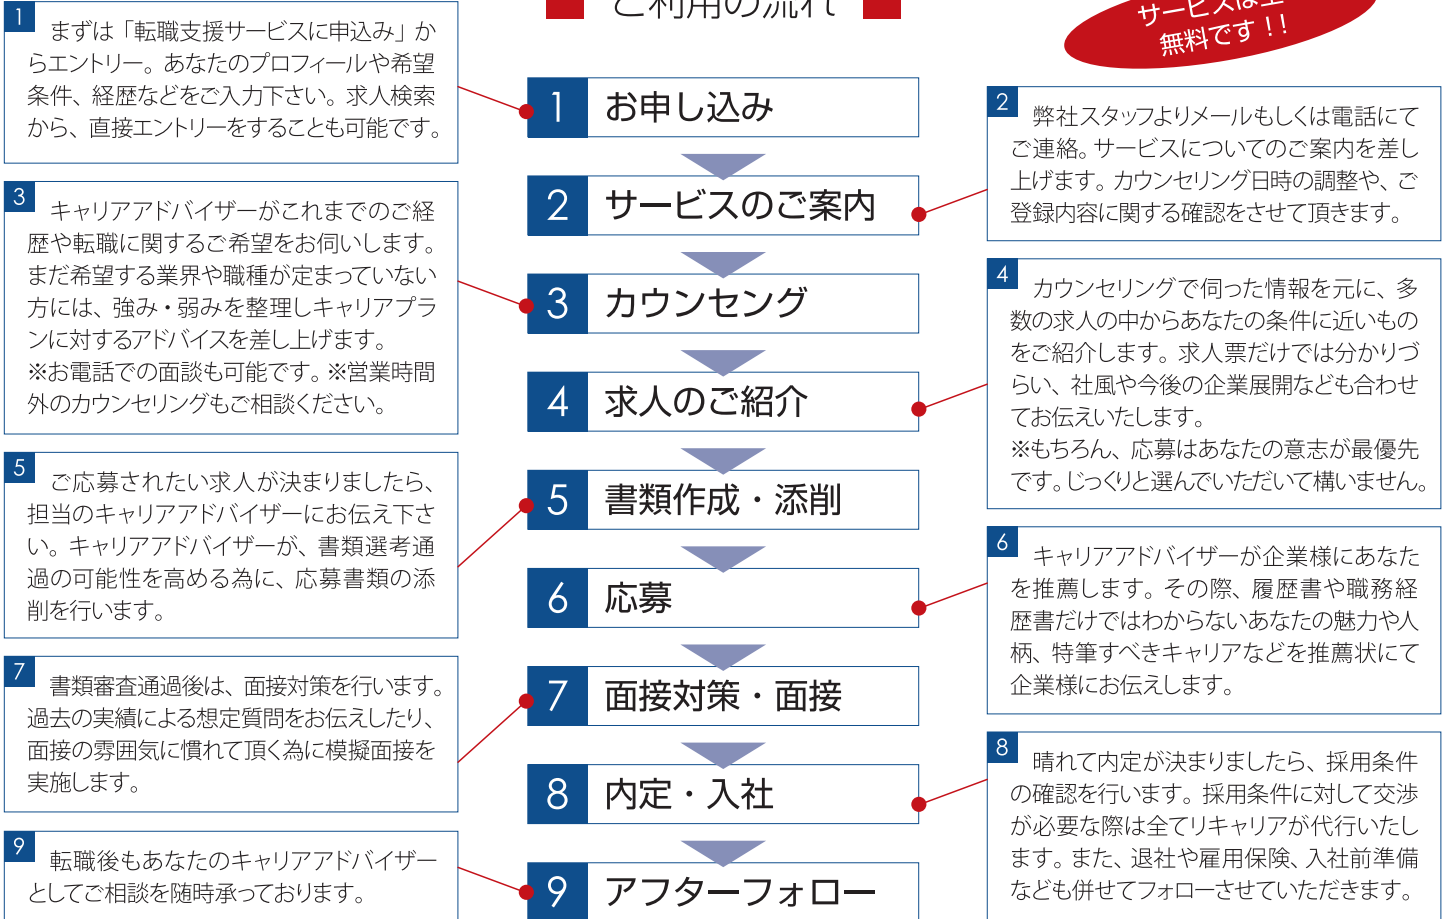 ご利用の流れ
サービスは全
無料です!!
1
まずは「転職支援サービスに申込み」か
らエントリー。あなたのプロフィールや希望
条件、経歴などをご入力下さい。求人検索
から、直接エントリーをすることも可能です。
1 お申し込み
2
弊社スタッフよりメールもしくは電話にて
ご連絡。サービスについてのご案内を差し
上げます。カウンセリング日時の調整や、ご
登録内容に関する確認をさせて頂きます。
2 サービスのご案内
3
キャリアアドバイザーがこれまでのご経
歴や転職に関するご希望をお伺いします。
まだ希望する業界や職種が定まっていない
方には、強み・弱みを整理しキャリアプラ
ンに対するアドバイスを差し上げます。
※お電話での面談も可能です。※営業時間
外のカウンセリングもご相談ください。
3 カウンセング
4
カウンセリングで伺った情報を元に、多
数の求人の中からあなたの条件に近いもの
をご紹介します。求人票だけでは分かりづ
らい、社風や今後の企業展開なども合わせ
てお伝えいたします。
※もちろん、応募はあなたの意志が最優先
です。じっくりと選んでいただいて構いません。
4 求人のご紹介
5
ご応募されたい求人が決まりましたら、
担当のキャリアアドバイザーにお伝え下さ
い。キャリアアドバイザーが、書類選考通
過の可能性を高める為に、応募書類の添
削を行います。
5 書類作成・添削
6
キャリアアドバイザーが企業様にあなた
を推薦します。その際、履歴書や職務経
歴書だけではわからないあなたの魅力や人
柄、特筆すべきキャリアなどを推薦状にて
企業様にお伝えします。
6 応募
7
書類審査通過後は、面接対策を行います。
過去の実績による想定質問をお伝えしたり、
面接の雰囲気に慣れて頂く為に模擬面接を
実施します。
7 面接対策・面接
8
晴れて内定が決まりましたら、採用条件
の確認を行います。採用条件に対して交渉
が必要な際は全てリキャリアが代行いたし
ます。また、退社や雇用保険、入社前準備
なども併せてフォローさせていただきます。
8 内定・入社
9
転職後もあなたのキャリアアドバイザー
としてご相談を随時承っております。
9 アフターフォロー